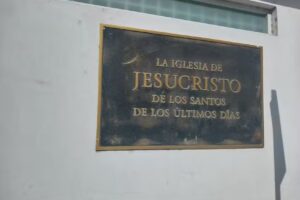 LA IGLESIA DE
JESUCRISTO
DE LOS SANTOS
DE LOS ÚLTIMOS DÍAS